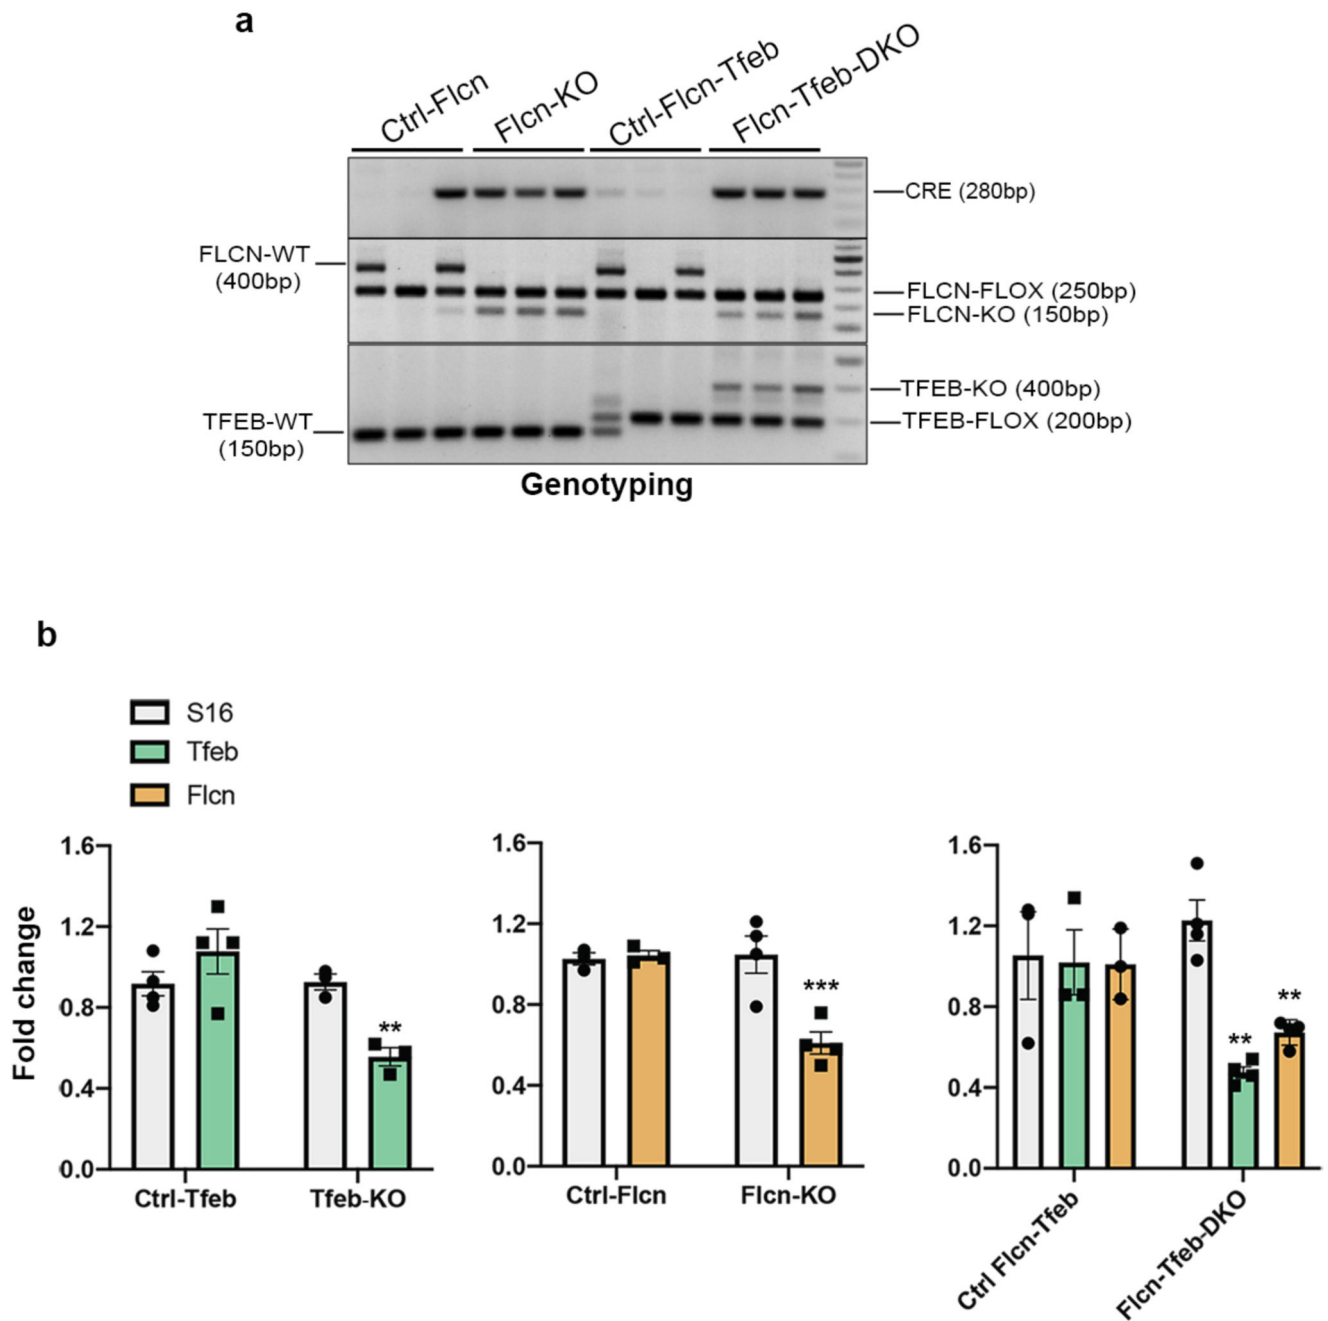 a
Ctrl-Flcn
Flcn-KO
Ctrl-Flcn-Tfeb
Flcn-Tfeb-DKO
CRE (280bp)
FLCN-WT
(400bp)
FLCN-FLOX (250bp)
FLCN-KO (150bp)
TFEB-KO (400bp)
TFEB-WT
(150bp)
TFEB-FLOX (200bp)
Genotyping
b
S16
Tfeb
Flcn
Fold change
1.6
1.2
0.8
0.4
0.0
**
Ctrl-Tfeb
Tfeb-KO
1.6
1.2
0.8
0.4
0.0
***
Ctrl-Flcn
Flcn-KO
1.6
1.2
0.8
0.4
0.0
**
**
Ctrl Flcn-Tfeb
Flcn-Tfeb-DKO